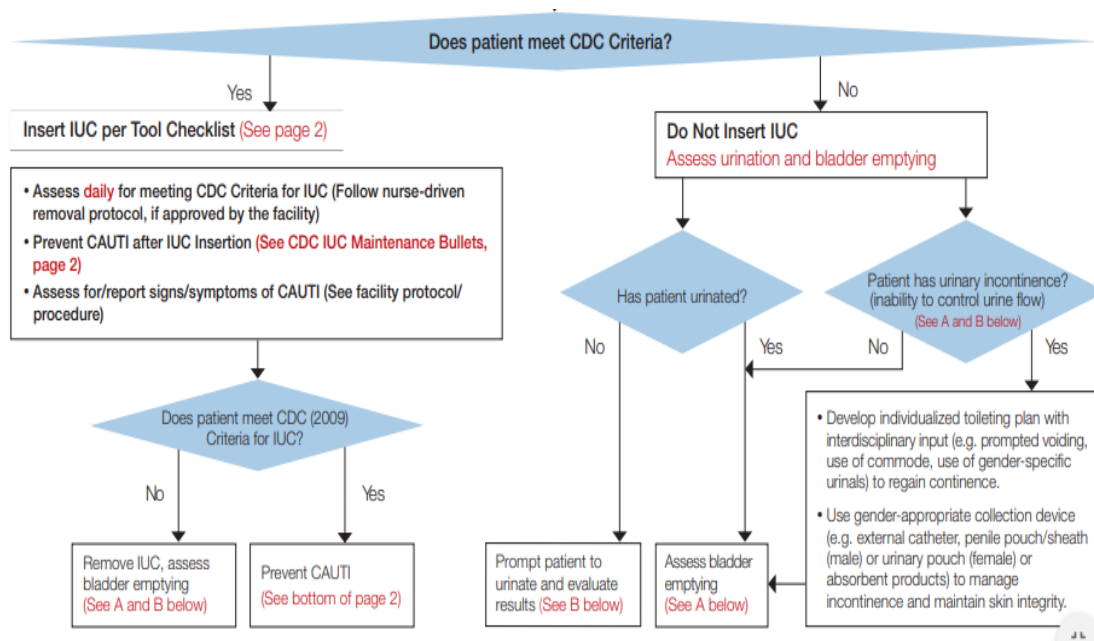 Does patient meet CDC Criteria?
Yes
No
Insert IUC per Tool Checklist (See page 2)
Do Not Insert IUC
Assess urination and bladder emptying
• Assess daily for meeting CDC Criteria for IUC (Follow nurse-driven
removal protocol, if approved by the facility)
• Prevent CAUTI after IUC Insertion (See CDC IUC Maintenance Bullets,
page 2)
• Assess for/report signs/symptoms of CAUTI (See facility protocol/
procedure)
Has patient urinated?
Patient has urinary incontinence?
(inability to control urine flow)
(See A and B below)
No
Yes
No
Yes
Does patient meet CDC (2009)
Criteria for IUC?
No
Yes
• Develop individualized toileting plan with
interdisciplinary input (e.g. prompted voiding,
use of commode, use of gender-specific
urinals) to regain continence.
• Use gender-appropriate collection device
(e.g. external catheter, penile pouch/sheath
(male) or urinary pouch (female) or
absorbent products) to manage
incontinence and maintain skin integrity.
Remove IUC, assess
bladder emptying
(See A and B below)
Prevent CAUTI
(See bottom of page 2)
Prompt patient to
urinate and evaluate
results (See B below)
Assess bladder
emptying
(See A below)